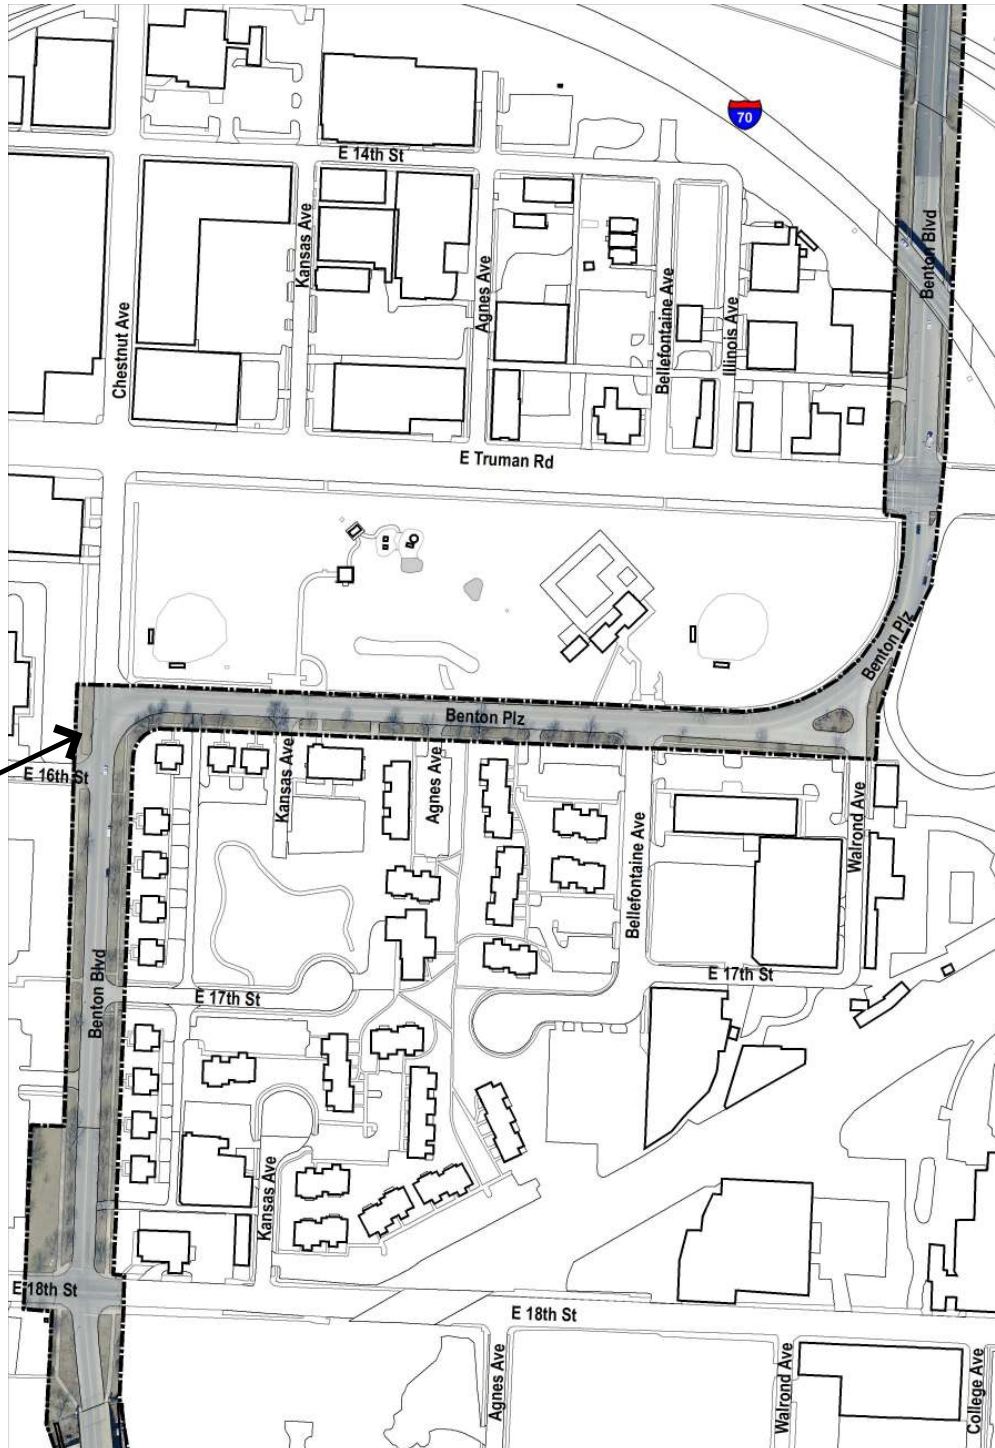 70
E 14th St
Benton Blvd
Kansas Ave
Agnes Ave
Bellefontaine Ave
Illinois Ave
Chestnut Ave
E Truman Rd
Benton Plz
Benton Plz
E 16th St
Kansas Ave
Agnes Ave
Bellefontaine Ave
Walrond Ave
Benton Blvd
E 17th St
E 17th St
Kansas Ave
E 18th St
E 18th St
Agnes Ave
Walrond Ave
College Ave